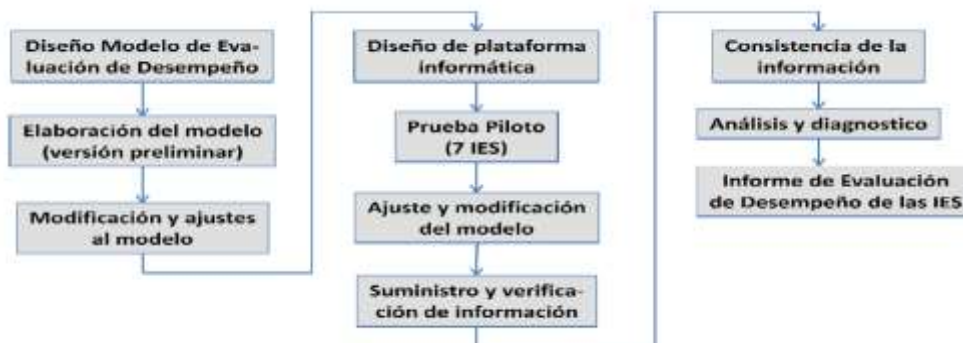 Diseño Modelo de Eva-
luación de Desempeño
Elaboración del modelo
(versión preliminar)
Modificación y ajustes
al modelo
Diseño de plataforma
informática
Prueba Piloto
(7 IES)
Ajuste y modificación
del modelo
Suministro y verifica-
ción de información
Consistencia de la
información
Análisis y diagnostico
Informe de Evaluación
de Desempeño de las IES